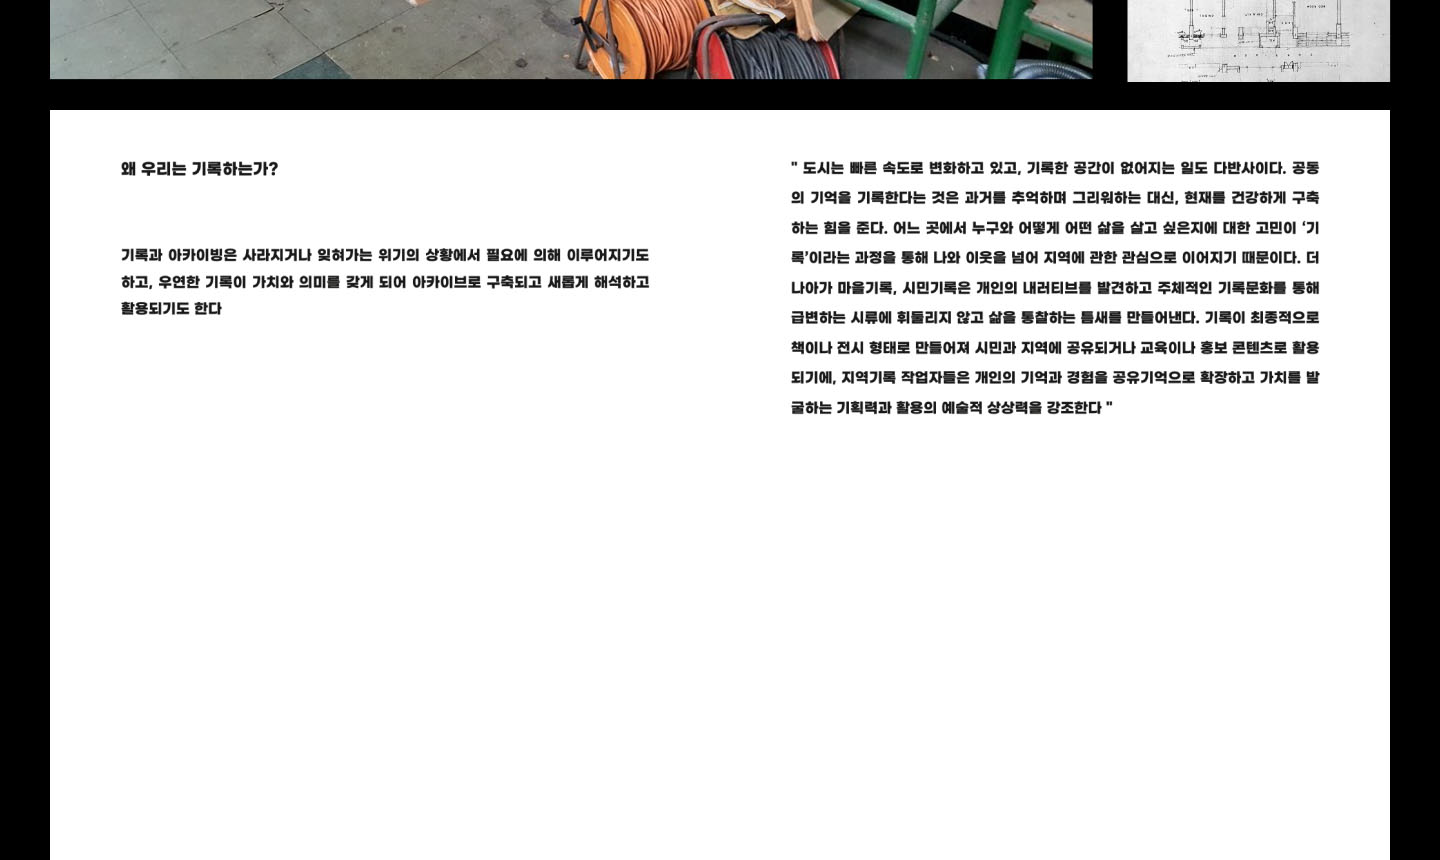 왜 우리는 기록하는가?
기록과 아카이빙은 사라지거나 잊혀가는 위기의 상황에서 필요에 의해 이루어지기도
하고, 우연한 기록이 가치와 의미를 갖게 되어 아카이브로 구축되고 새롭게 해석하고
활용되기도 한다
" 도시는 빠른 속도로 변화하고 있고, 기록한 공간이 없어지는 일도 다반사이다. 공동
의 기억을 기록한다는 것은 과거를 추억하며 그리워하는 대신, 현재를 건강하게 구축
하는 힘을 준다. 어느 곳에서 누구와 어떻게 어떤 삶을 살고 싶은지에 대한 고민이 ‘기
록’이라는 과정을 통해 나와 이웃을 넘어 지역에 관한 관심으로 이어지기 때문이다. 더
나아가 마을기록, 시민기록은 개인의 내러티브를 발견하고 주체적인 기록문화를 통해
급변하는 시류에 휘둘리지 않고 삶을 통찰하는 틈새를 만들어낸다. 기록이 최종적으로
책이나 전시 형태로 만들어져 시민과 지역에 공유되거나 교육이나 홍보 콘텐츠로 활용
되기에, 지역기록 작업자들은 개인의 기억과 경험을 공유기억으로 확장하고 가치를 발
굴하는 기획력과 활용의 예술적 상상력을 강조한다 "